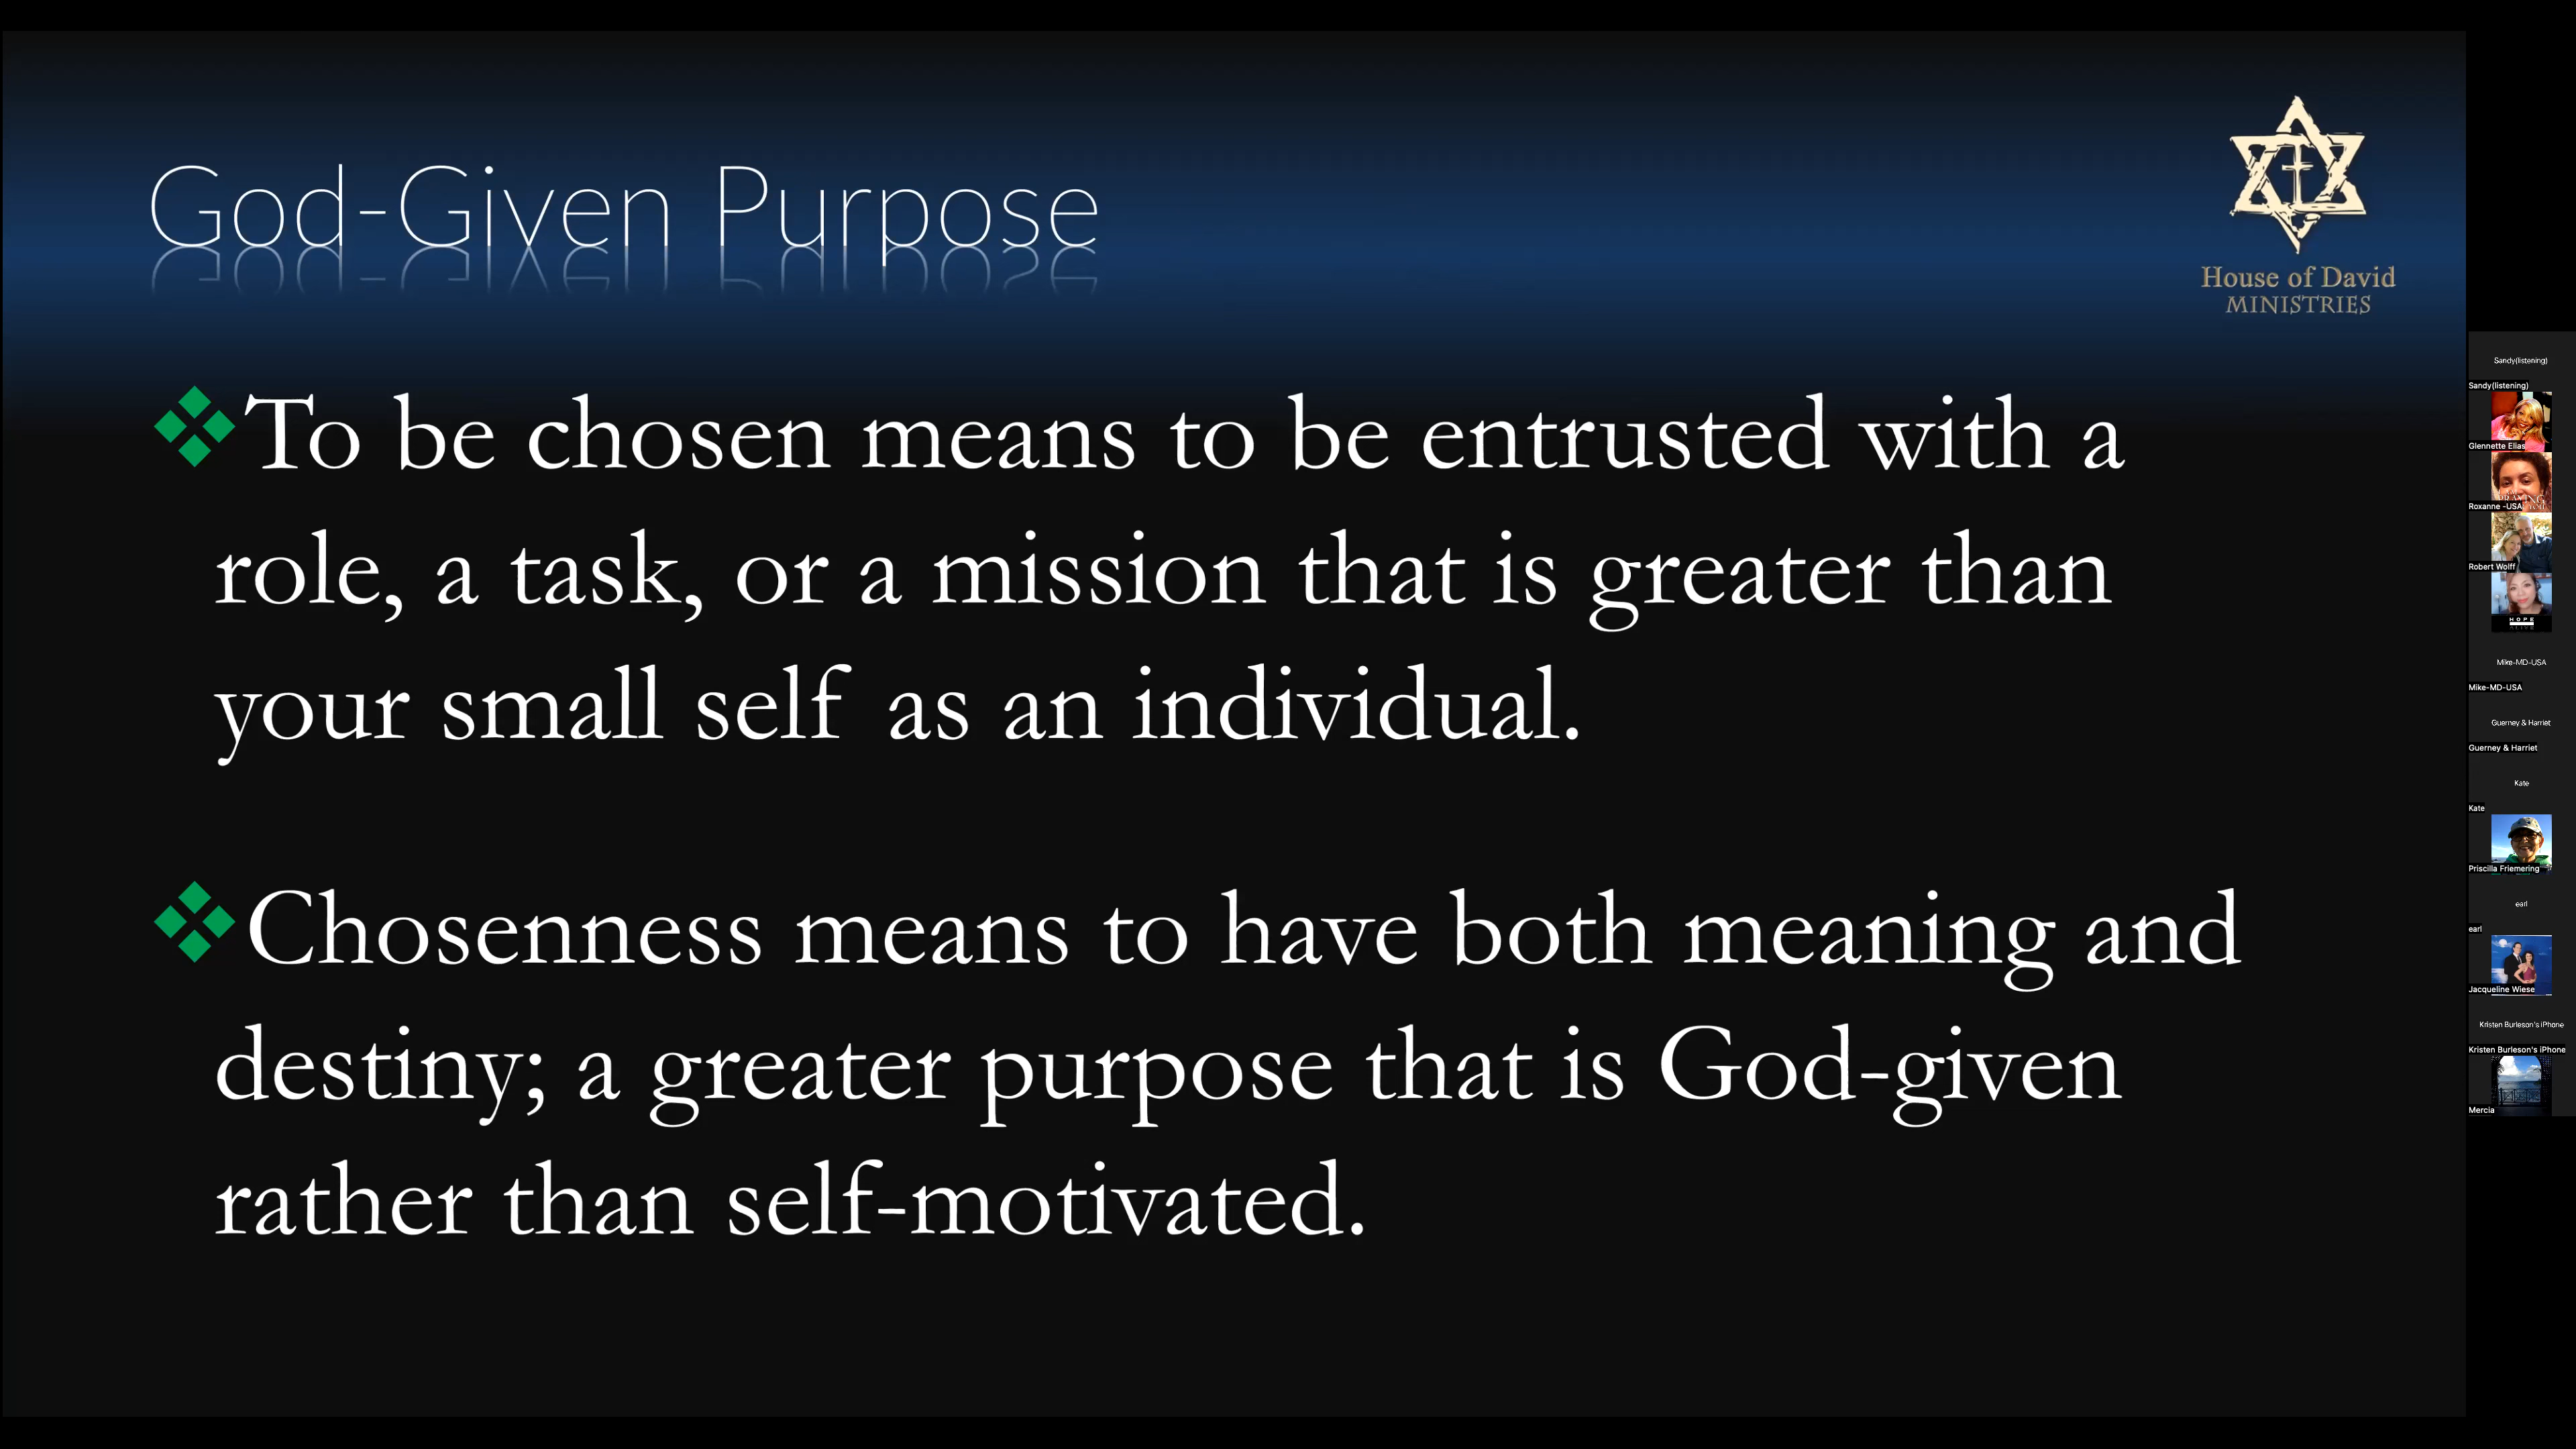 God-Given Purpose
House of David
MINISTRIES
❖To be chosen means to be entrusted with a
role, a task, or a mission that is greater than
your small self as an individual.
❖Chosenness means to have both meaning and
destiny; a greater purpose that is God-given
rather than self-motivated.
Sandy(listening)
Sandy(listening)
Glennette Elias
PRAYING
Roxanne -USA
Robert Wolff
HOPE
Mike-MD-USA
Mike-MD-USA
Guerney & Harriet
Guerney & Harriet
Kate
Kate
Priscilla Friemering
earl
earl
Jacqueline Wiese
Kristen Burleson's iPhone
Kristen Burleson's iPhone
Mercia